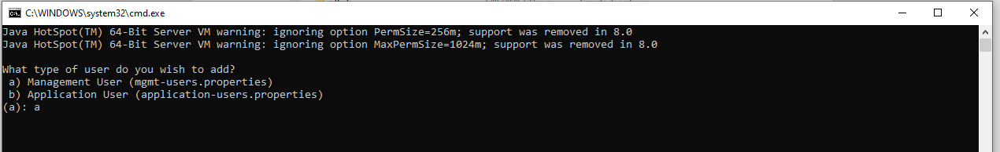 C:\WINDOWS\system32\cmd.exe
Java HotSpot(TM) 64-Bit Server VM warning: ignoring option PermSize=256m; support was removed in 8.0
Java HotSpot(TM) 64-Bit Server VM warning: ignoring option MaxPermSize=1024m; support was removed in 8.0
What type of user do you wish to add?
a) Management User (mgmt-users.properties)
b) Application User (application-users.properties)
(a): a